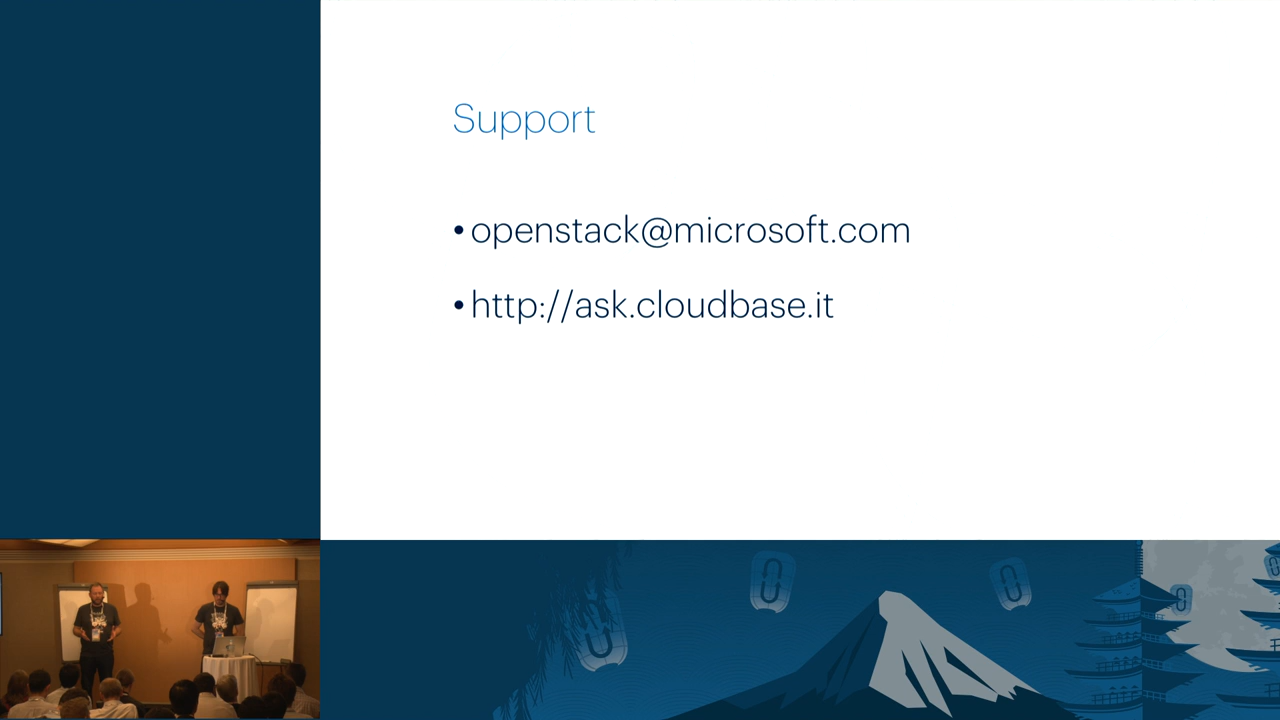 Support
• openstack@microsoft.com
• http://ask.cloudbase.it